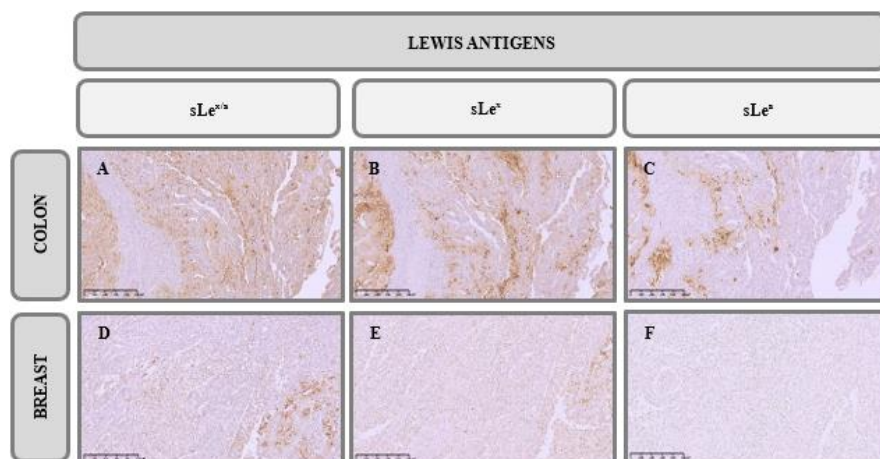 LEWIS ANTIGENS
sLeˣ/ᵃ sLeˣ sLeᵃ
COLON
A B C
BREAST
D E F